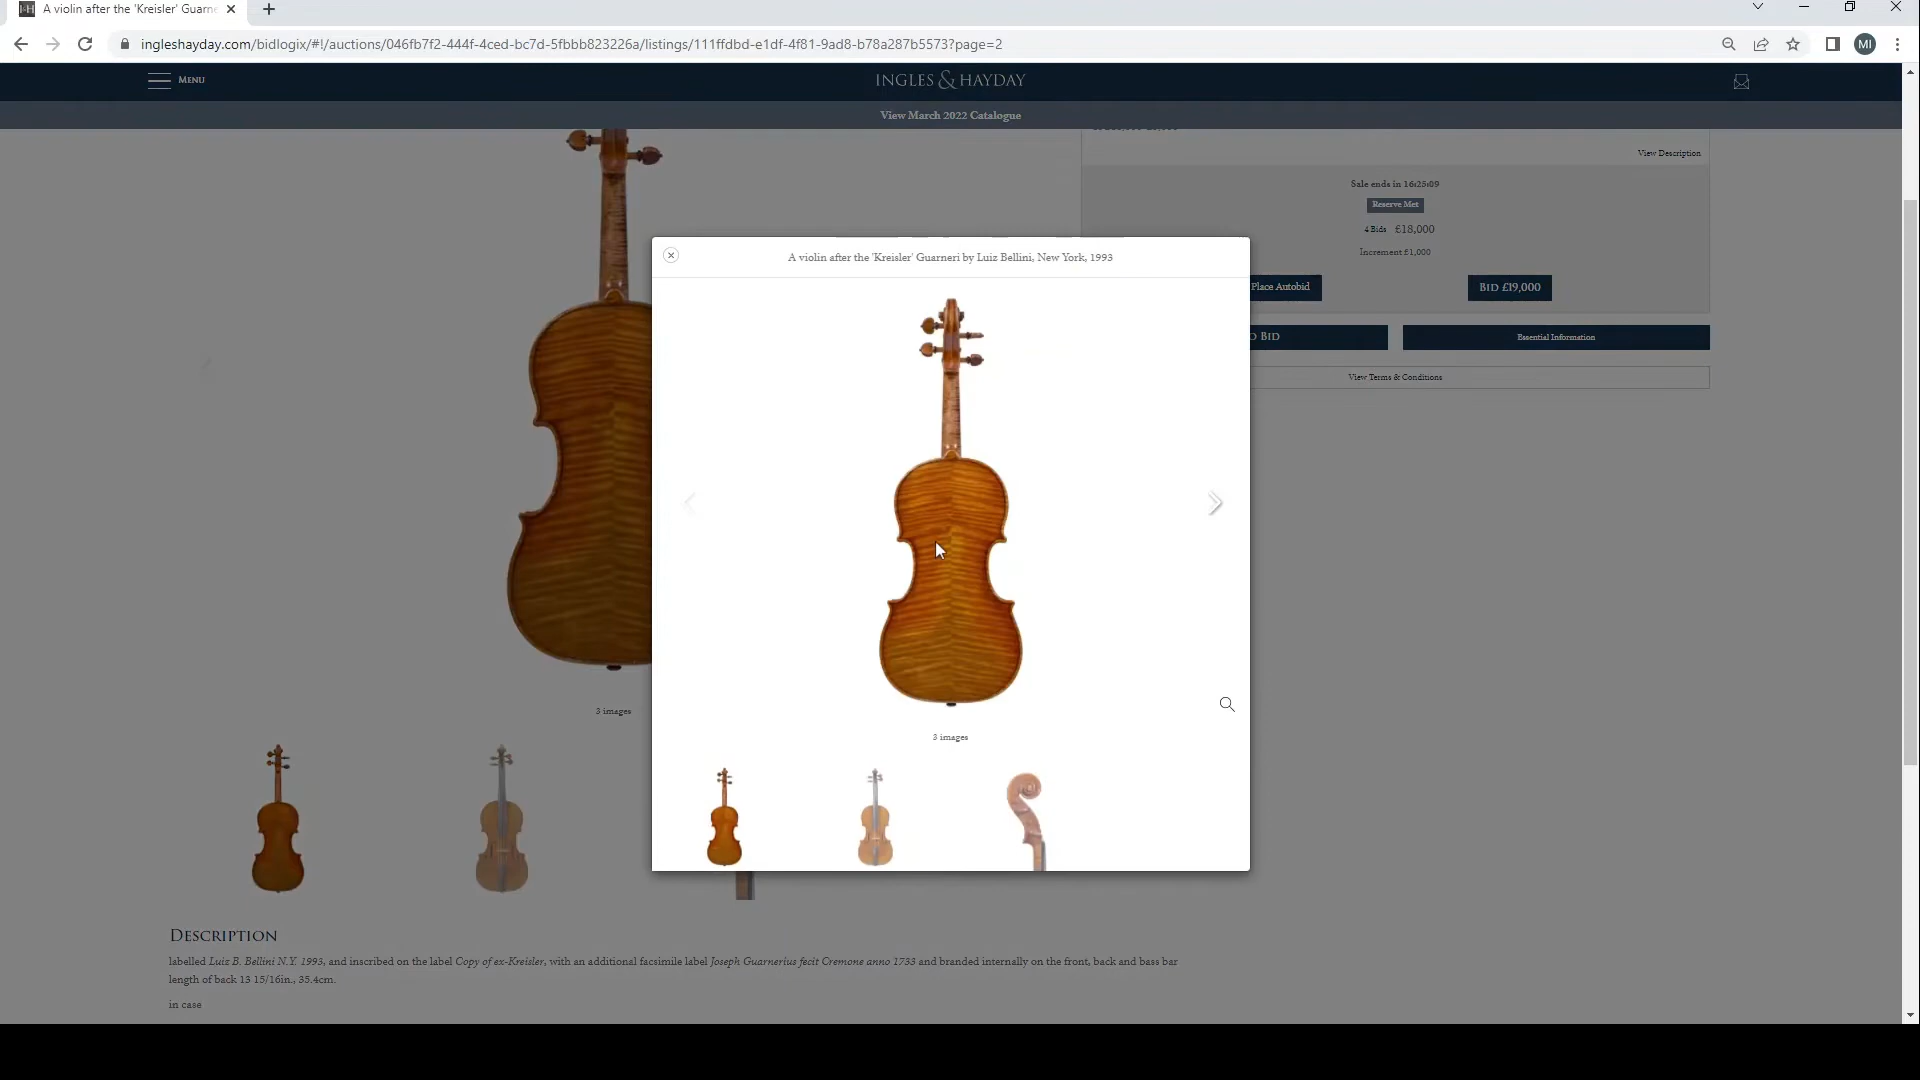 A violin after the 'Kreisler' Guarne
ingleshayday.com/bidlogix/#!/auctions/046fb7f2-444f-4ced-bc7d-5fbbb823226a/listings/111ffdbd-e1df-4f81-9ad8-b78a287b5573?page=2
MI
MENU
INGLES & HAYDAY
View March 2022 Catalogue
View Description
Sale ends in 16:25:09
Reserve Met
4 Bids £18,000
Increment £1,000
Place Autobid
BID £19,000
BID
Essential Information
View Terms & Conditions
A violin after the 'Kreisler' Guarneri by Luiz Bellini, New York, 1993
3 images
3 images
DESCRIPTION
labelled Luiz B. Bellini N.Y. 1993, and inscribed on the label Copy of ex-Kreisler, with an additional facsimile label Joseph Guarnerius fecit Cremone anno 1733 and branded internally on the front, back and bass bar
length of back 13 15/16in., 35.4cm.
in case